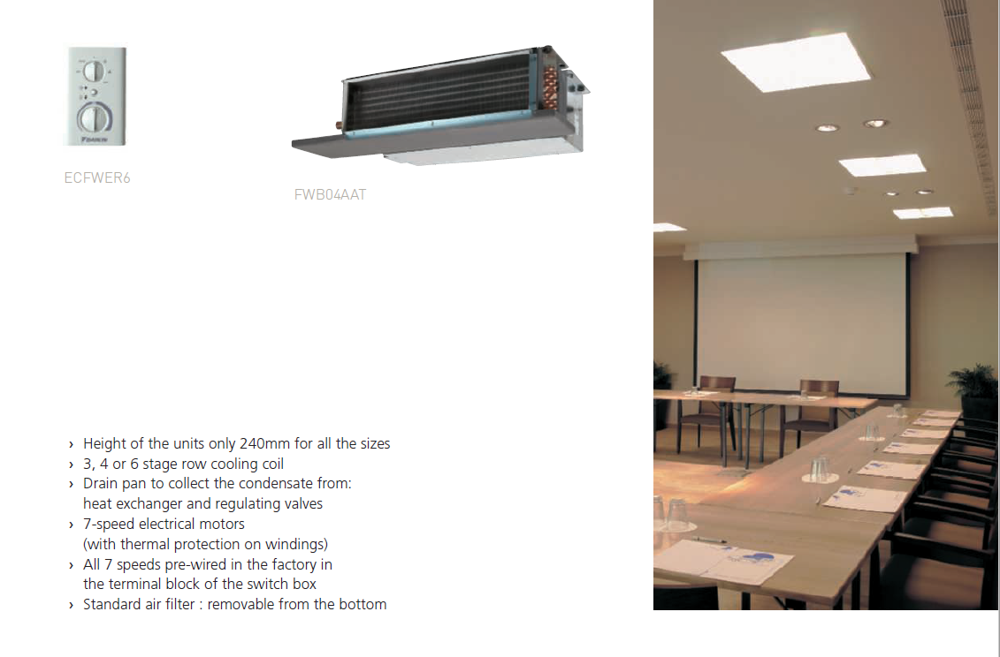 DAIKIN
ECFWER6
FWB04AAT
› Height of the units only 240mm for all the sizes
› 3, 4 or 6 stage row cooling coil
› Drain pan to collect the condensate from:
heat exchanger and regulating valves
› 7-speed electrical motors
(with thermal protection on windings)
› All 7 speeds pre-wired in the factory in
the terminal block of the switch box
› Standard air filter : removable from the bottom